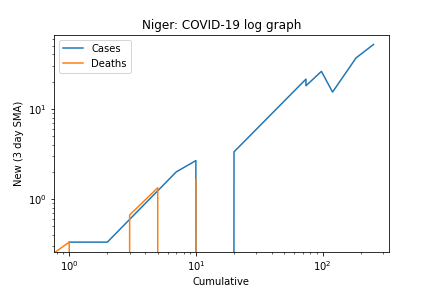 Niger: COVID-19 log graph
Cases
Deaths
New (3 day SMA)
10¹
10⁰
10⁰
10¹
10²
Cumulative